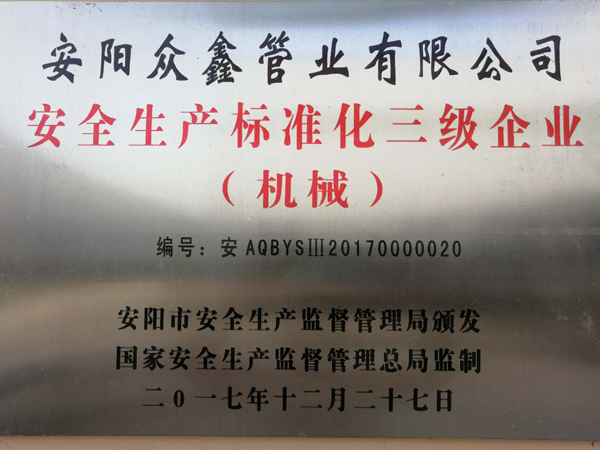 安阳众鑫管业有限公司
安全生产标准化三级企业
（机械）
编号：安AQBYSⅢ20170000020
安阳市安全生产监督管理局颁发
国家安全生产监督管理总局监制
二0一七年十二月二十七日